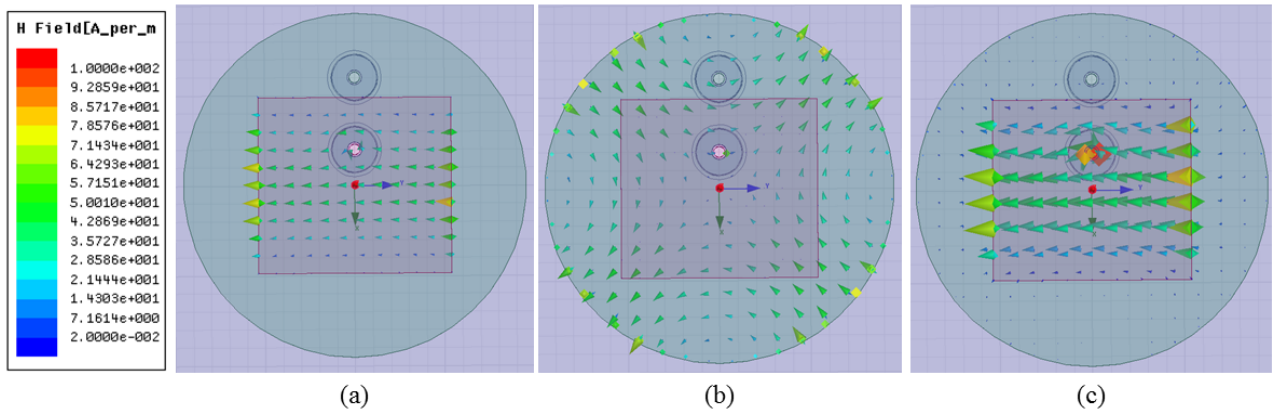 H Field[A_per_m
1.0000e+002
9.2859e+001
8.5717e+001
7.8576e+001
7.1434e+001
6.4293e+001
5.7151e+001
5.0010e+001
4.2869e+001
3.5727e+001
2.8586e+001
2.1444e+001
1.4303e+001
7.1614e+000
2.0000e-002
Y
X
Y
X
Y
X
(a)
(b)
(c)